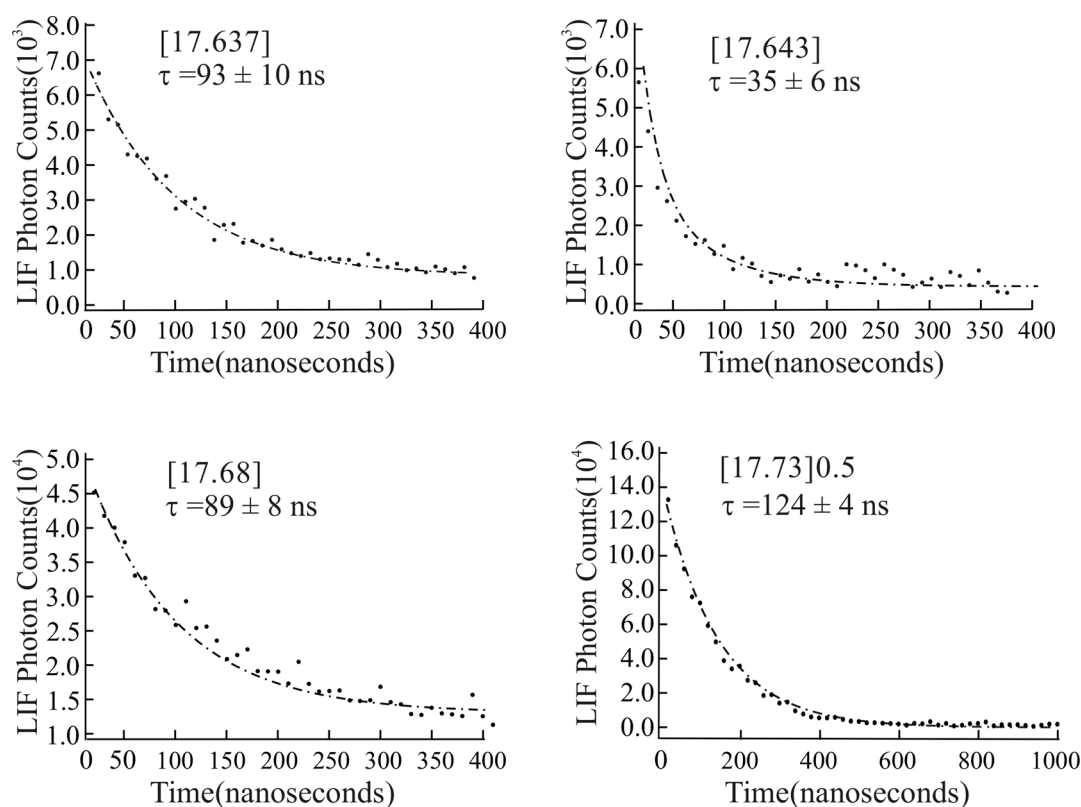 [17.637]
τ =93 ± 10 ns
LIF Photon Counts(10³)
8.0
7.0
6.0
5.0
4.0
3.0
2.0
1.0
0.0
0 50 100 150 200 250 300 350 400
Time(nanoseconds)
[17.643]
τ =35 ± 6 ns
LIF Photon Counts(10³)
7.0
6.0
5.0
4.0
3.0
2.0
1.0
0.0
0 50 100 150 200 250 300 350 400
Time(nanoseconds)
[17.68]
τ =89 ± 8 ns
LIF Photon Counts(10⁴)
5.0
4.5
4.0
3.5
3.0
2.5
2.0
1.5
1.0
0 50 100 150 200 250 300 350 400
Time(nanoseconds)
[17.73]0.5
τ =124 ± 4 ns
LIF Photon Counts(10⁴)
16.0
14.0
12.0
10.0
8.0
6.0
4.0
2.0
0.0
0 200 400 600 800 1000
Time(nanoseconds)